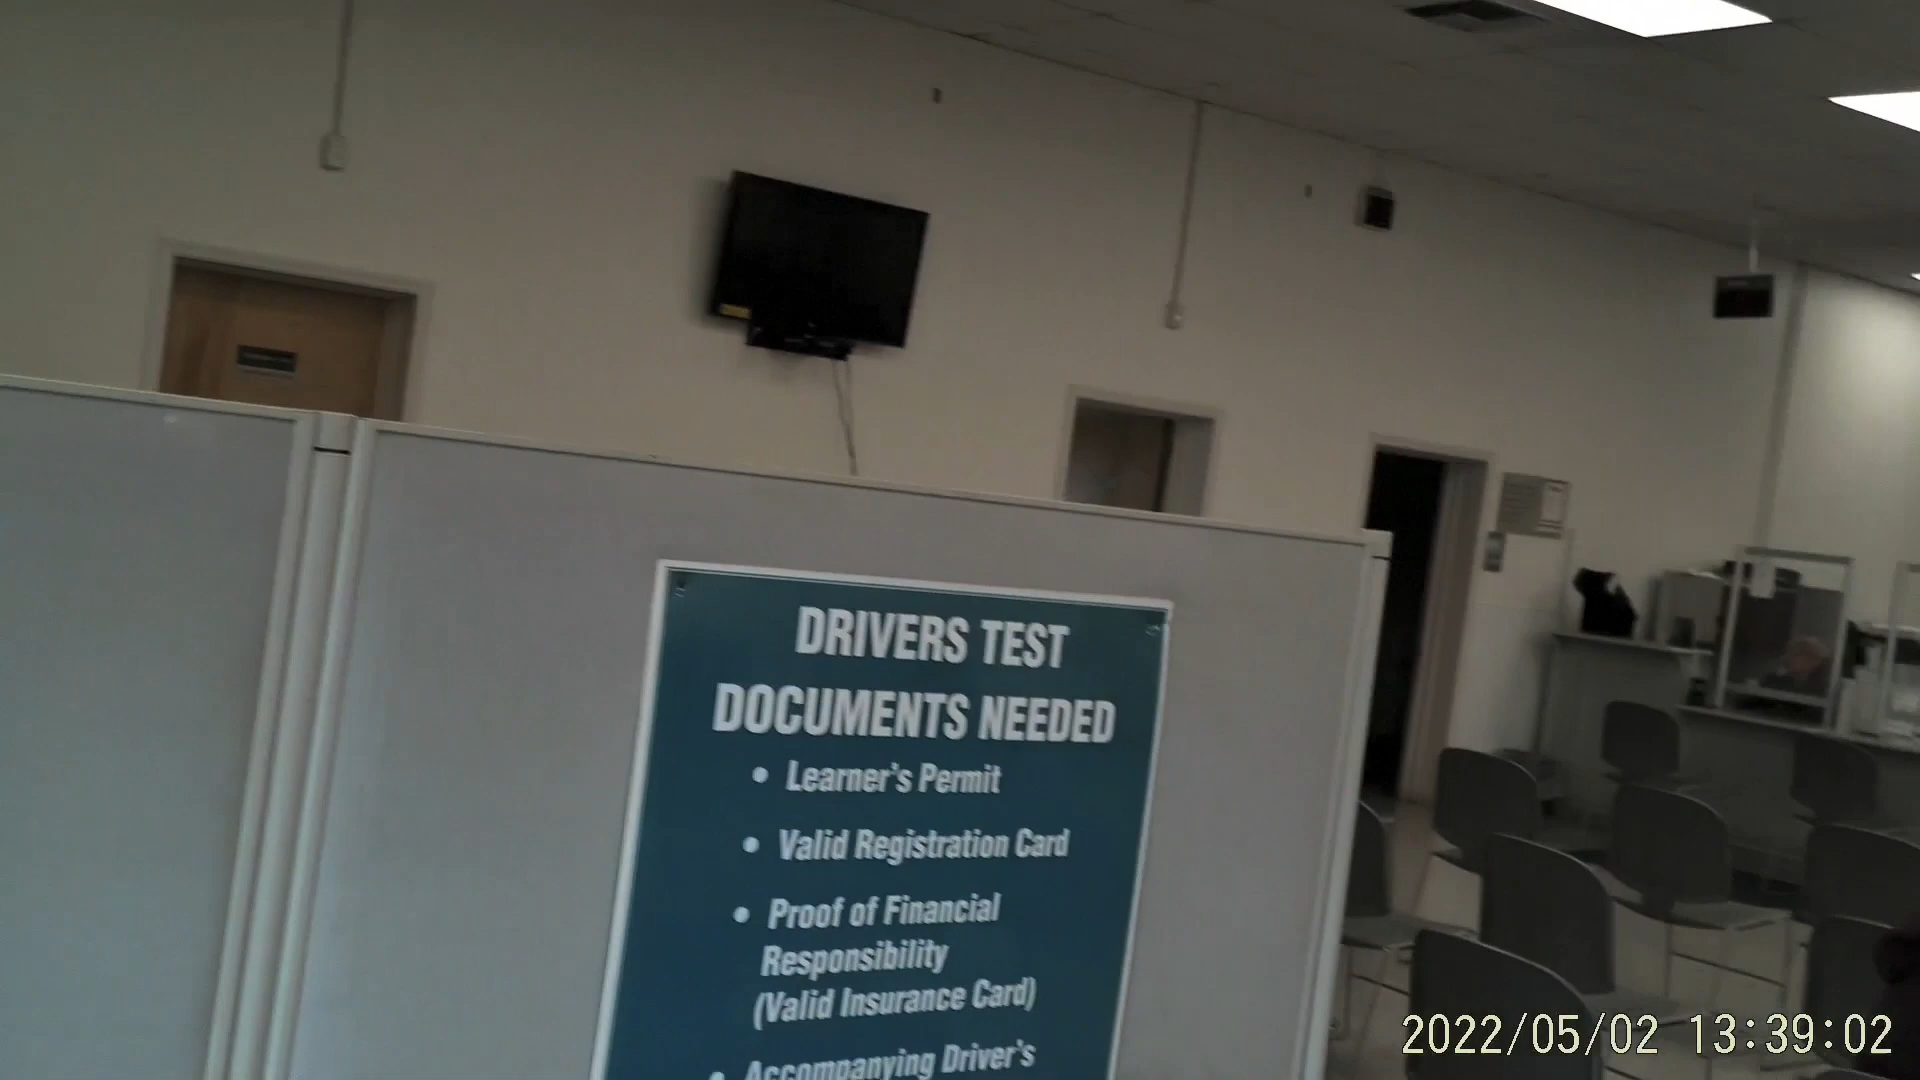 DRIVERS TEST
DOCUMENTS NEEDED
• Learner's Permit
• Valid Registration Card
• Proof of Financial
Responsibility
(Valid Insurance Card)
• Accompanying Driver's
2022/05/02 13:39:02